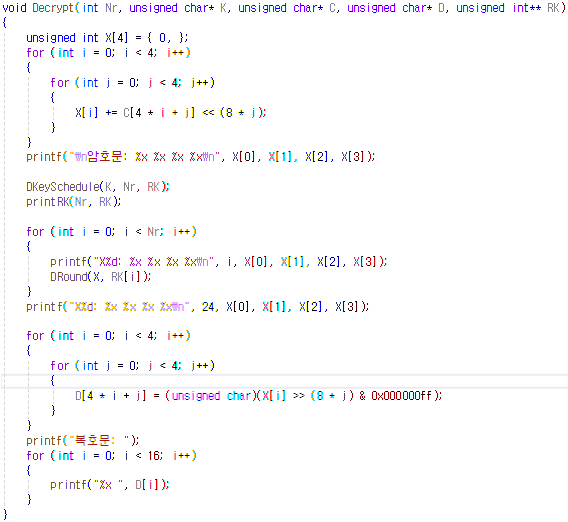 void Decrypt(int Nr, unsigned char* K, unsigned char* C, unsigned char* D, unsigned int** RK)
{
    unsigned int X[4] = { 0, };
    for (int i = 0; i < 4; i++)
    {
        for (int j = 0; j < 4; j++)
        {
            X[i] += C[4 * i + j] << (8 * j);
        }
    }
    printf("₩n암호문: %x %x %x %x₩n", X[0], X[1], X[2], X[3]);

    DKeySchedule(K, Nr, RK);
    printRK(Nr, RK);

    for (int i = 0; i < Nr; i++)
    {
        printf("X%d: %x %x %x %x₩n", i, X[0], X[1], X[2], X[3]);
        DRound(X, RK[i]);
    }
    printf("X%d: %x %x %x %x₩n", 24, X[0], X[1], X[2], X[3]);

    for (int i = 0; i < 4; i++)
    {
        for (int j = 0; j < 4; j++)
        {
            D[4 * i + j] = (unsigned char)(X[i] >> (8 * j) & 0x000000ff);
        }
    }
    printf("복호문: ");
    for (int i = 0; i < 16; i++)
    {
        printf("%x ", D[i]);
    }
}